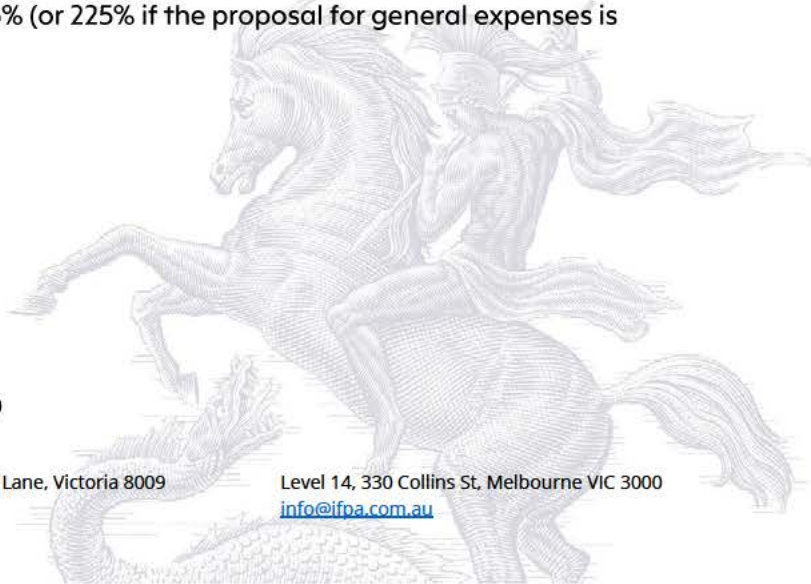 % (or 225% if the proposal for general expenses is
Lane, Victoria 8009
Level 14, 330 Collins St, Melbourne VIC 3000
info@ifpa.com.au